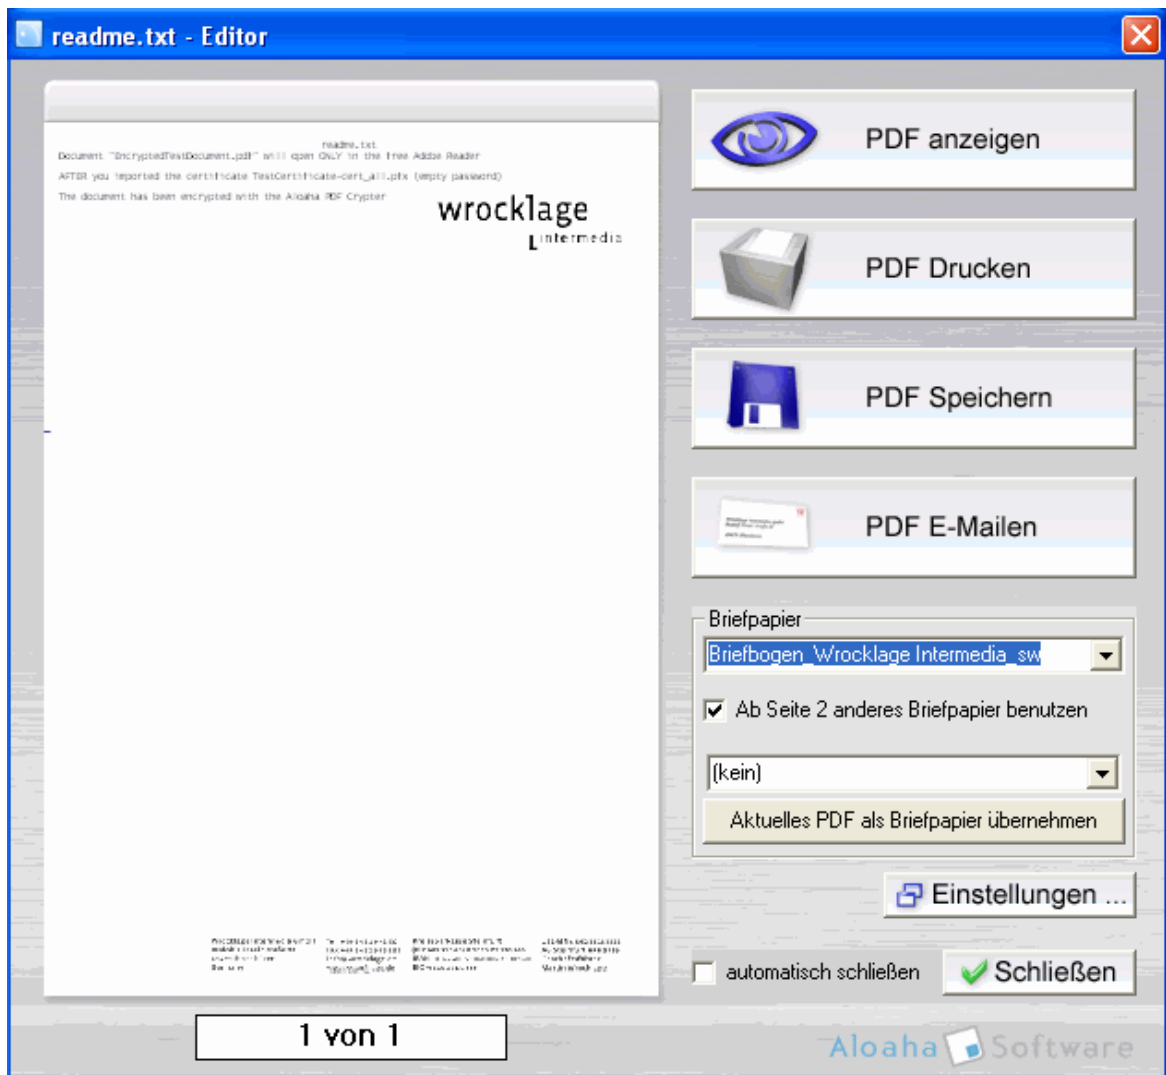 readme.txt - Editor
readme.txt
Document "EncryptedTestDocument.pdf" will open ONLY in the free Adobe Reader
AFTER you imported the certificate TestCertificate-cert_all.pfx (empty password)
The document has been encrypted with the Aloaha PDF Crypter
wrocklage
intermedia
PDF anzeigen
PDF Drucken
PDF Speichern
PDF E-Mailen
Briefpapier
Briefbogen_Wrocklage Intermedia_sw
Ab Seite 2 anderes Briefpapier benutzen
(kein)
Aktuelles PDF als Briefpapier übernehmen
Einstellungen ...
automatisch schließen
Schließen
1 von 1
Aloaha Software